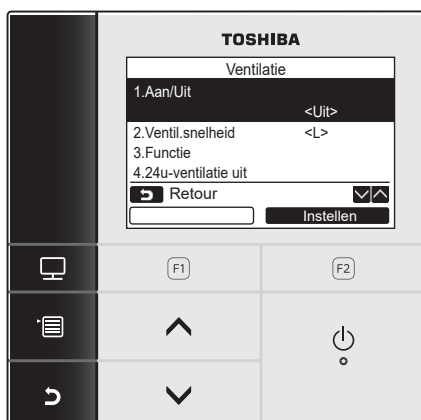 TOSHIBA
Ventilatie
1.Aan/Uit
<Uit>
2.Ventil.snelheid <L>
3.Functie
4.24u-ventilatie uit
Retour
Instellen
F1 F2